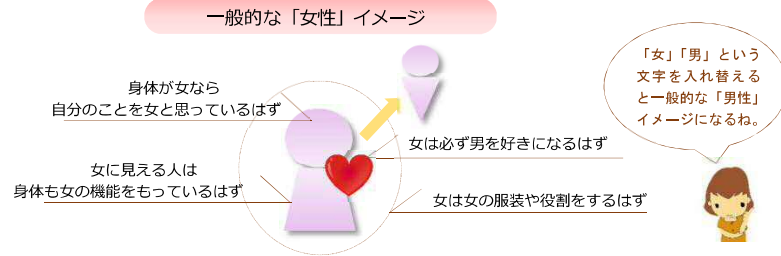 一般的な「女性」イメージ
「女」「男」という
文字を入れ替える
と一般的な「男性」
イメージになるね。
身体が女なら
自分のことを女と思っているはず
女は必ず男を好きになるはず
女に見える人は
身体も女の機能をもっているはず
女は女の服装や役割をするはず